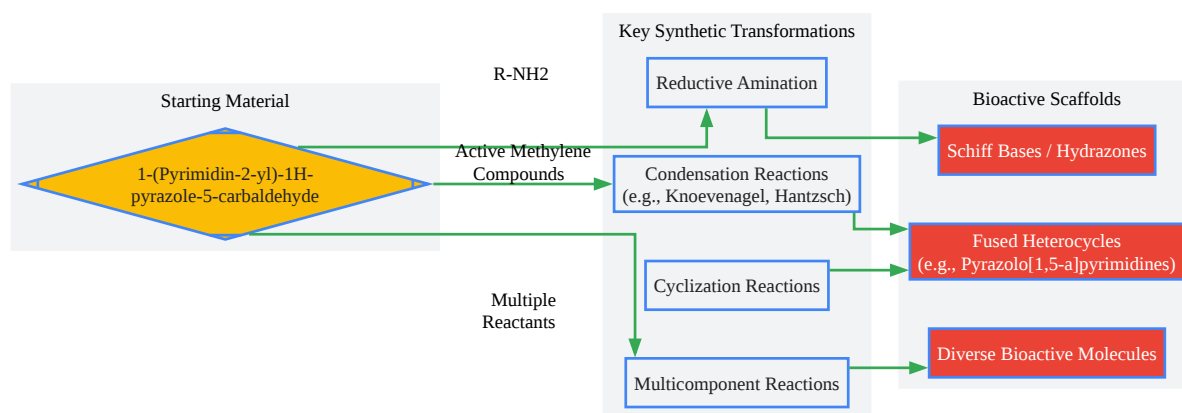 Starting Material
1-(Pyrimidin-2-yl)-1H-
pyrazole-5-carbaldehyde
R-NH2
Active Methylene
Compounds
Multiple
Reactants
Key Synthetic Transformations
Reductive Amination
Condensation Reactions
(e.g., Knoevenagel, Hantzsch)
Cyclization Reactions
Multicomponent Reactions
Bioactive Scaffolds
Schiff Bases / Hydrazones
Fused Heterocycles
(e.g., Pyrazolo[1,5-a]pyrimidines)
Diverse Bioactive Molecules